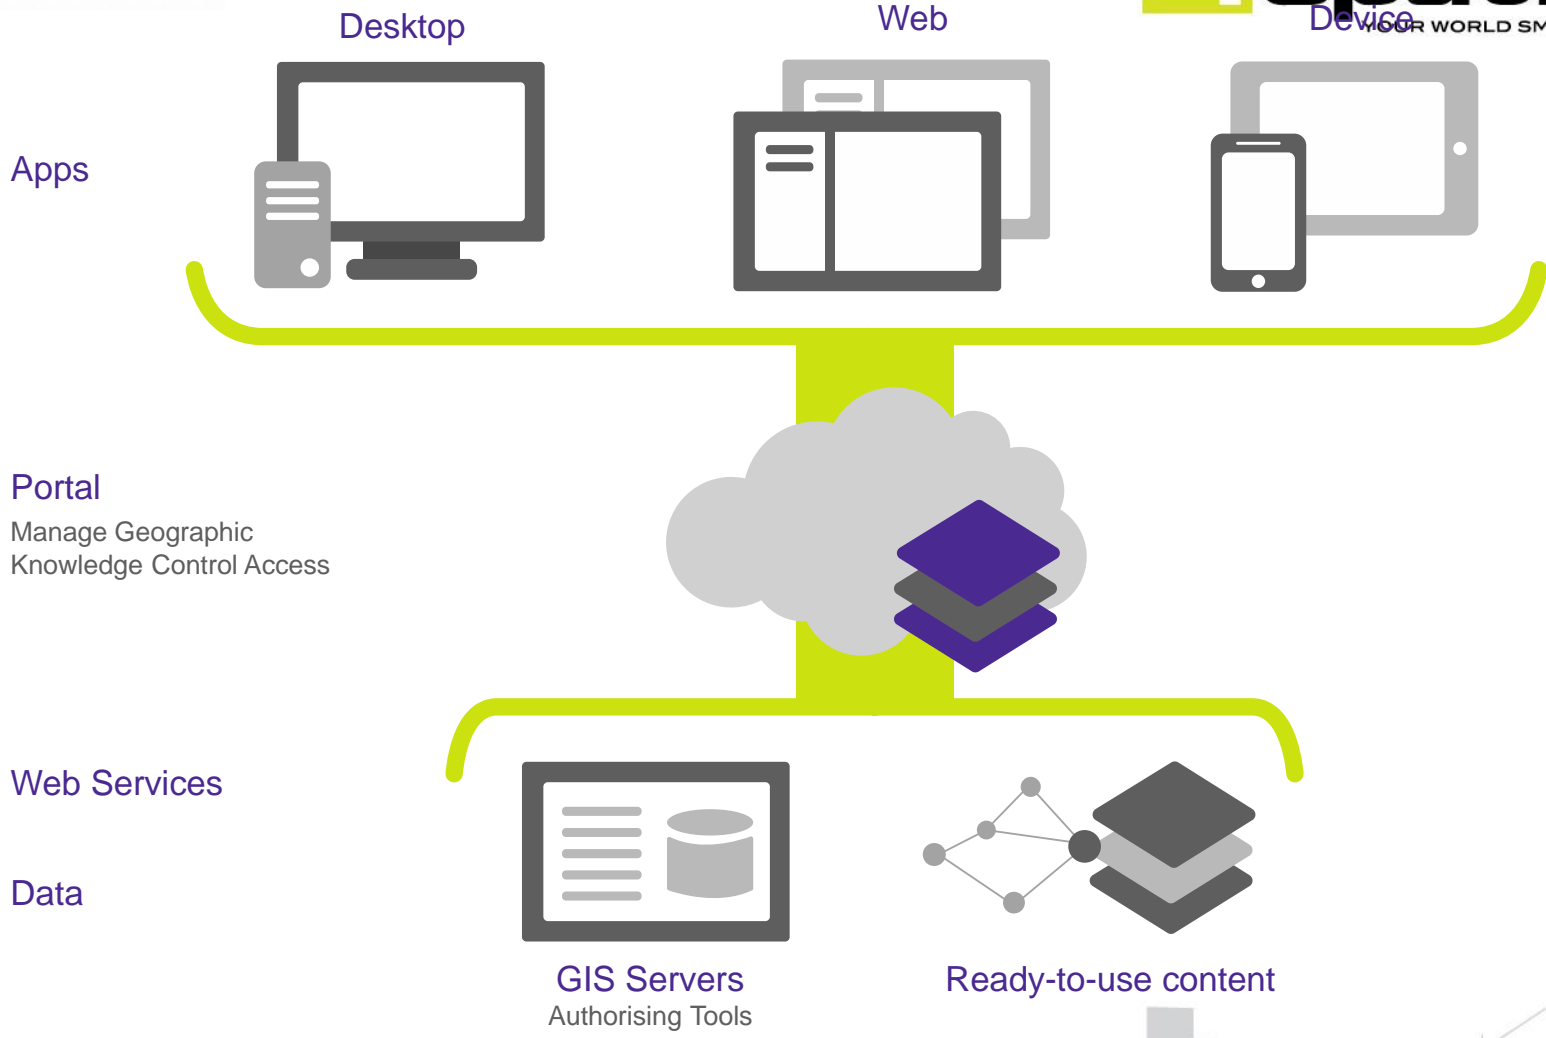 Desktop
Web
Device
YOUR WORLD
Apps
Portal
Manage Geographic
Knowledge Control Access
Web Services
Data
GIS Servers
Authorising Tools
Ready-to-use content